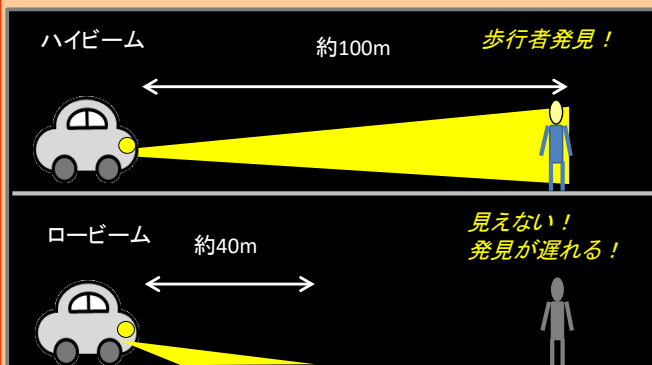 ハイビーム
約100m
歩行者発見！
ロービーム
約40m
見えない！
発見が遅れる！